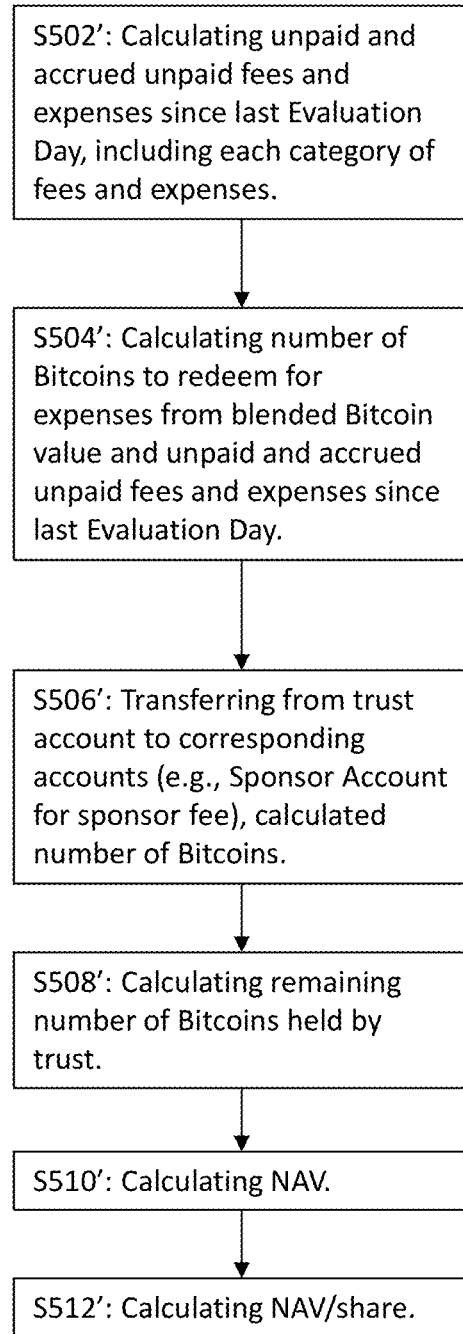 S502’: Calculating unpaid and
accrued unpaid fees and
expenses since last Evaluation
Day, including each category of
fees and expenses.
S504’: Calculating number of
Bitcoins to redeem for
expenses from blended Bitcoin
value and unpaid and accrued
unpaid fees and expenses since
last Evaluation Day.
S506’: Transferring from trust
account to corresponding
accounts (e.g., Sponsor Account
for sponsor fee), calculated
number of Bitcoins.
S508’: Calculating remaining
number of Bitcoins held by
trust.
S510’: Calculating NAV.
S512’: Calculating NAV/share.